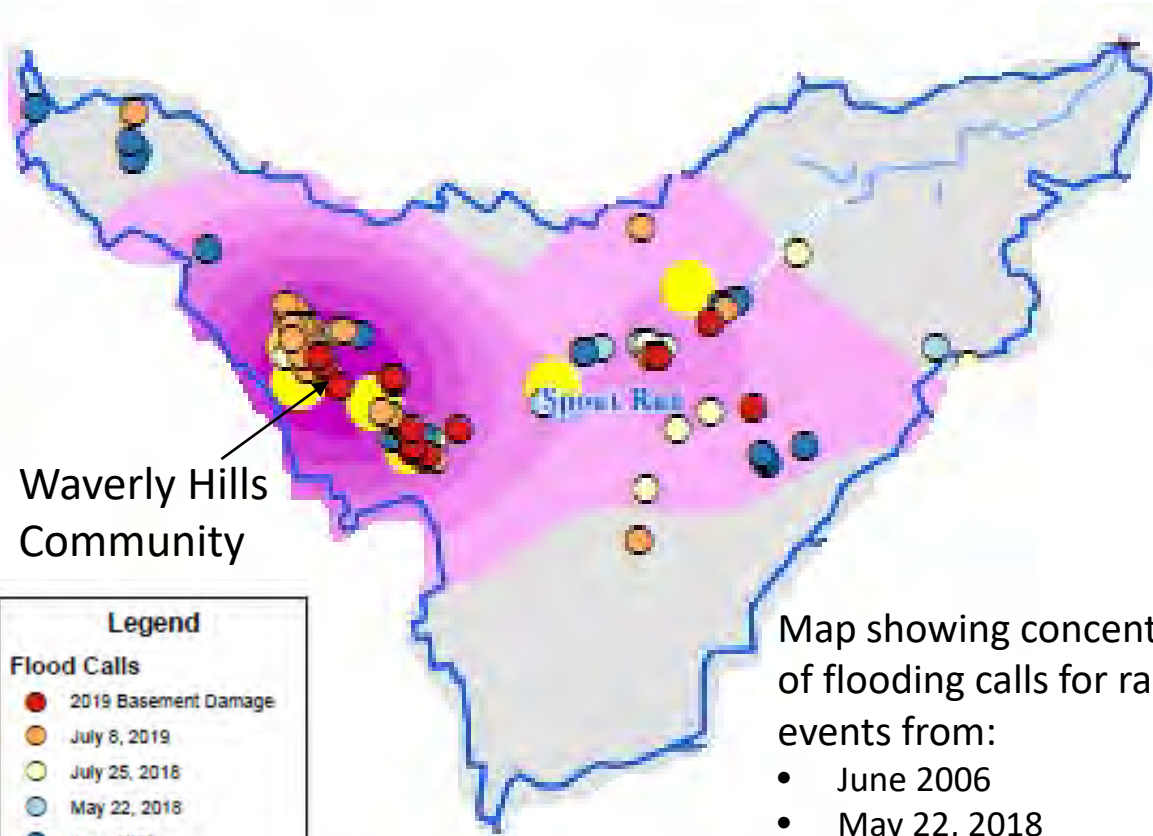 Spout Run
Waverly Hills
Community
Legend
Flood Calls
2019 Basement Damage
July 8, 2019
July 25, 2018
May 22, 2018
Map showing concent
of flooding calls for ra
events from:
• June 2006
• May 22, 2018